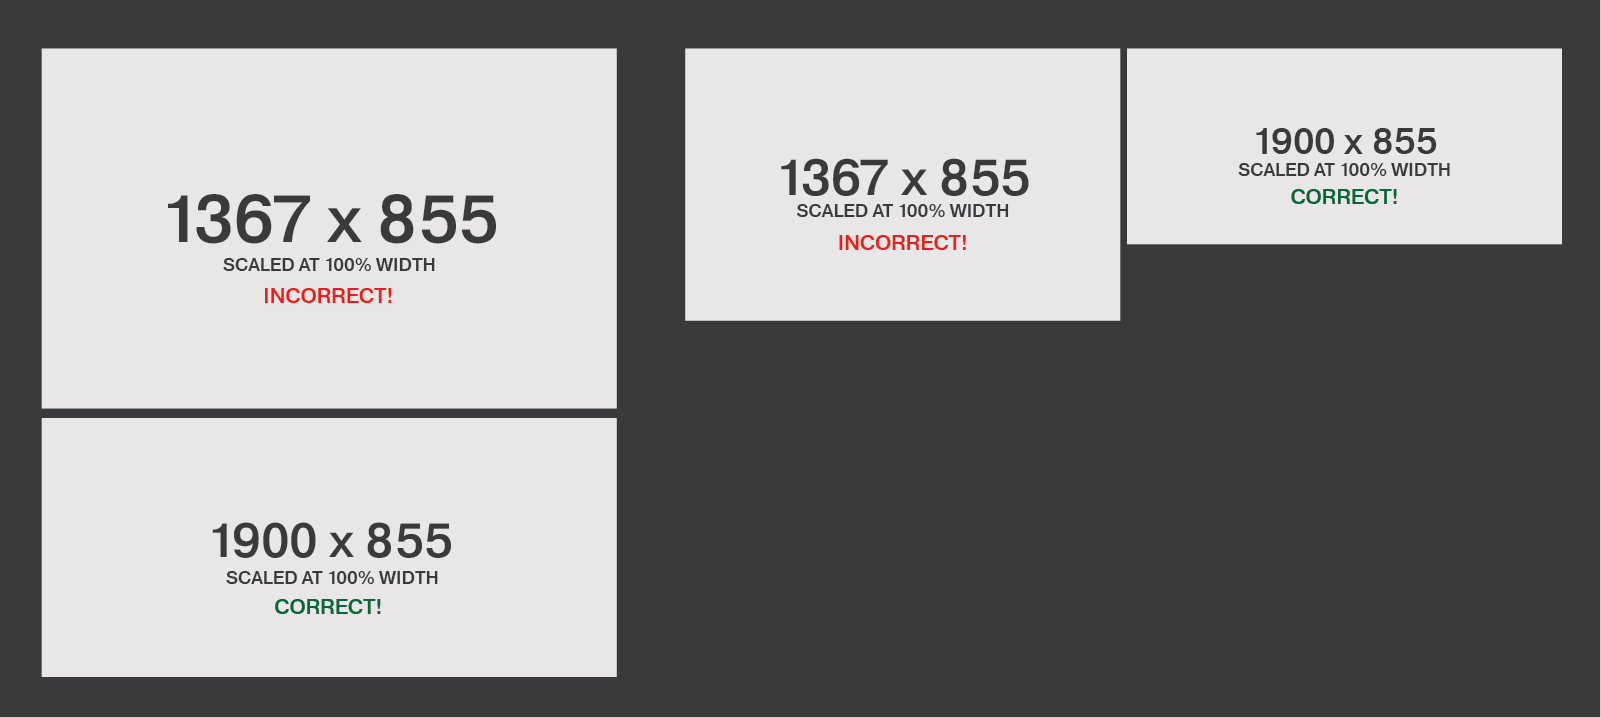 1367 x 855
SCALED AT 100% WIDTH
INCORRECT!
1900 x 855
SCALED AT 100% WIDTH
CORRECT!
1367 x 855
SCALED AT 100% WIDTH
INCORRECT!
1900 x 855
SCALED AT 100% WIDTH
CORRECT!